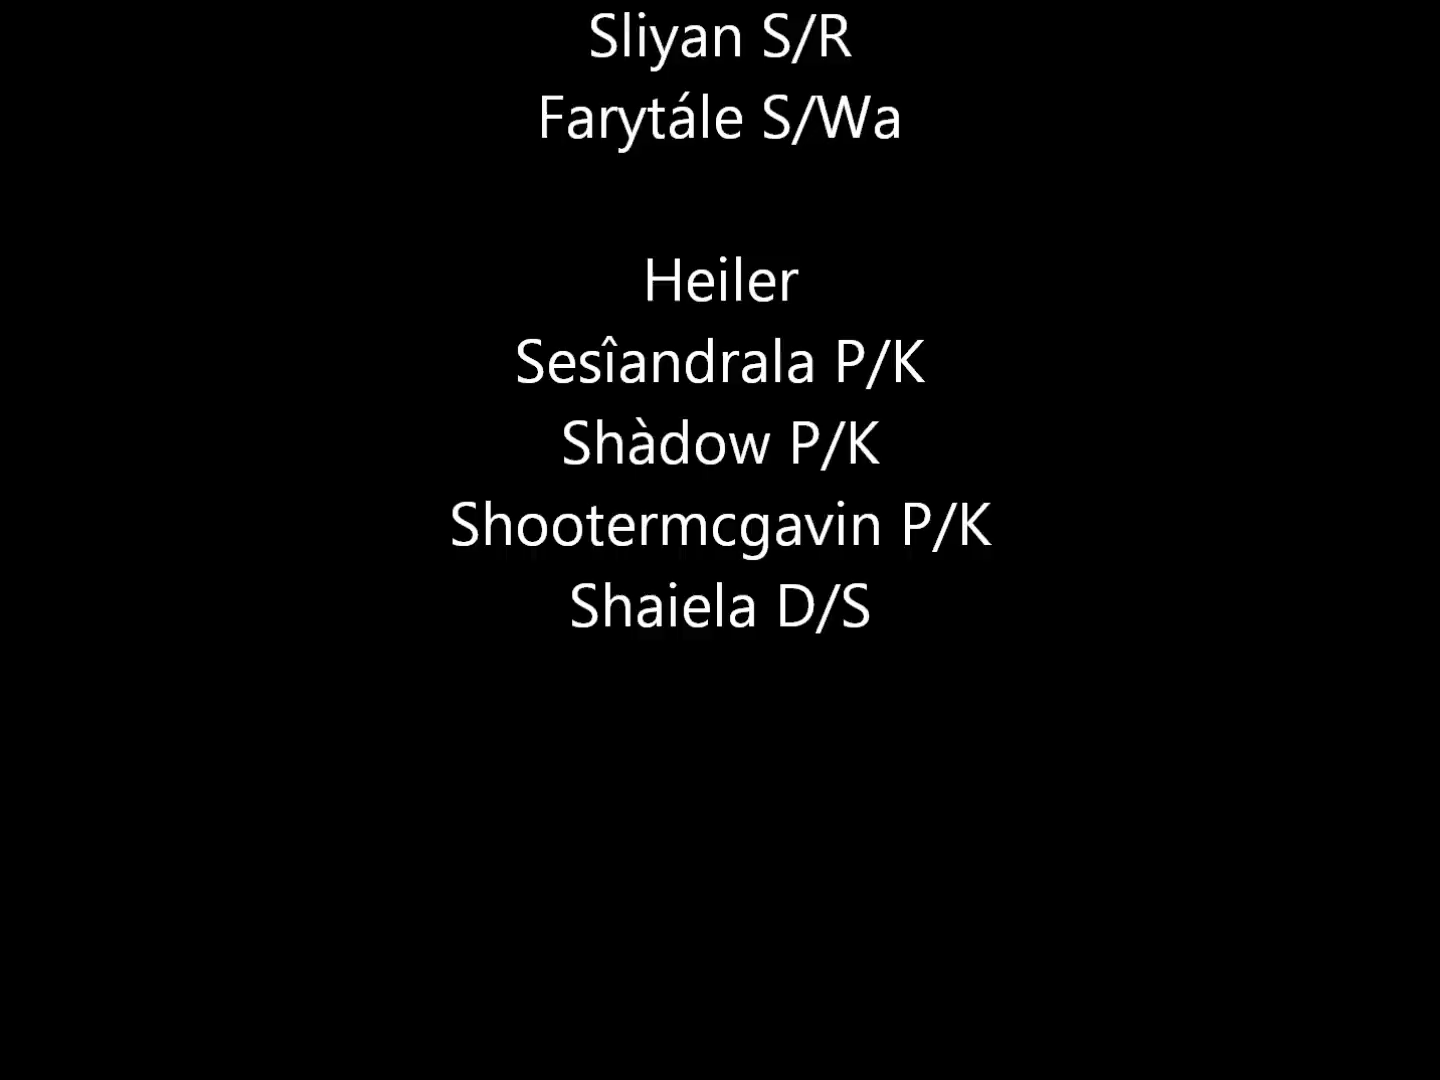 Sliyan S/R
Farytále S/Wa
Heiler
Sesîandrala P/K
Shàdow P/K
Shootermcgavin P/K
Shaiela D/S